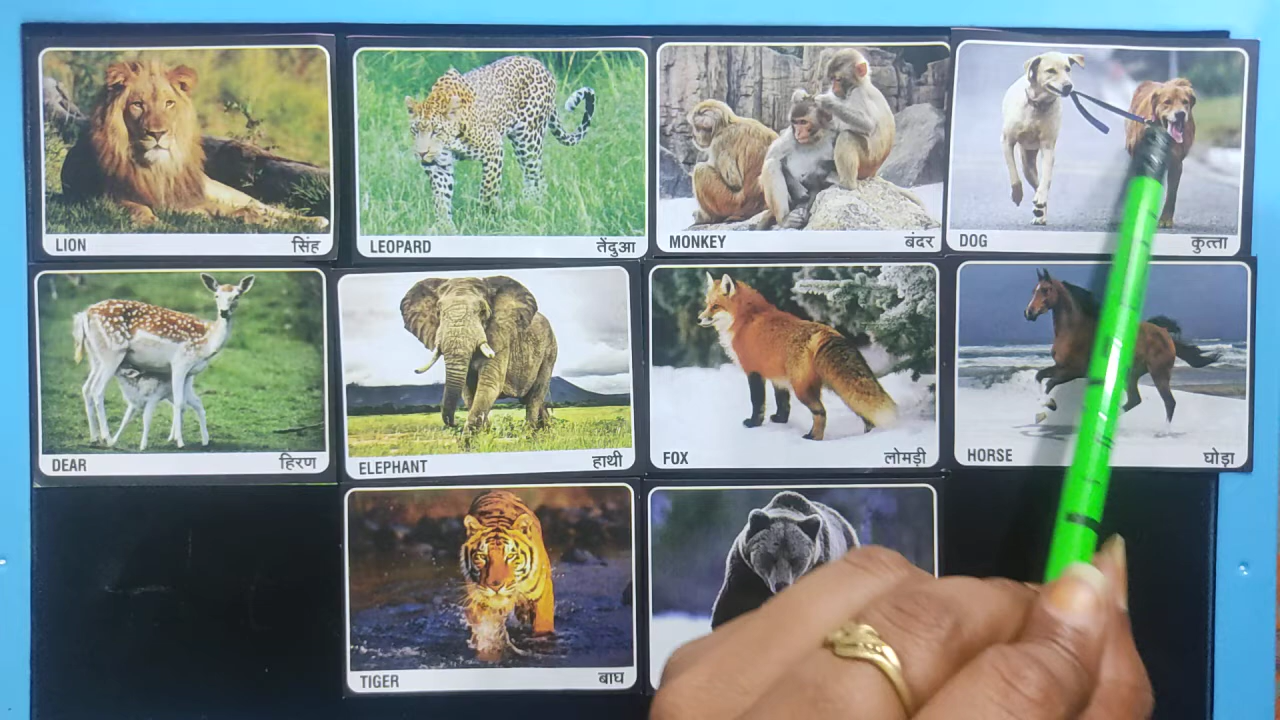 LION सिंह
LEOPARD तेंदुआ
MONKEY बंदर
DOG कुत्ता
DEAR हिरण
ELEPHANT हाथी
FOX लोमड़ी
HORSE घोड़ा
TIGER बाघ